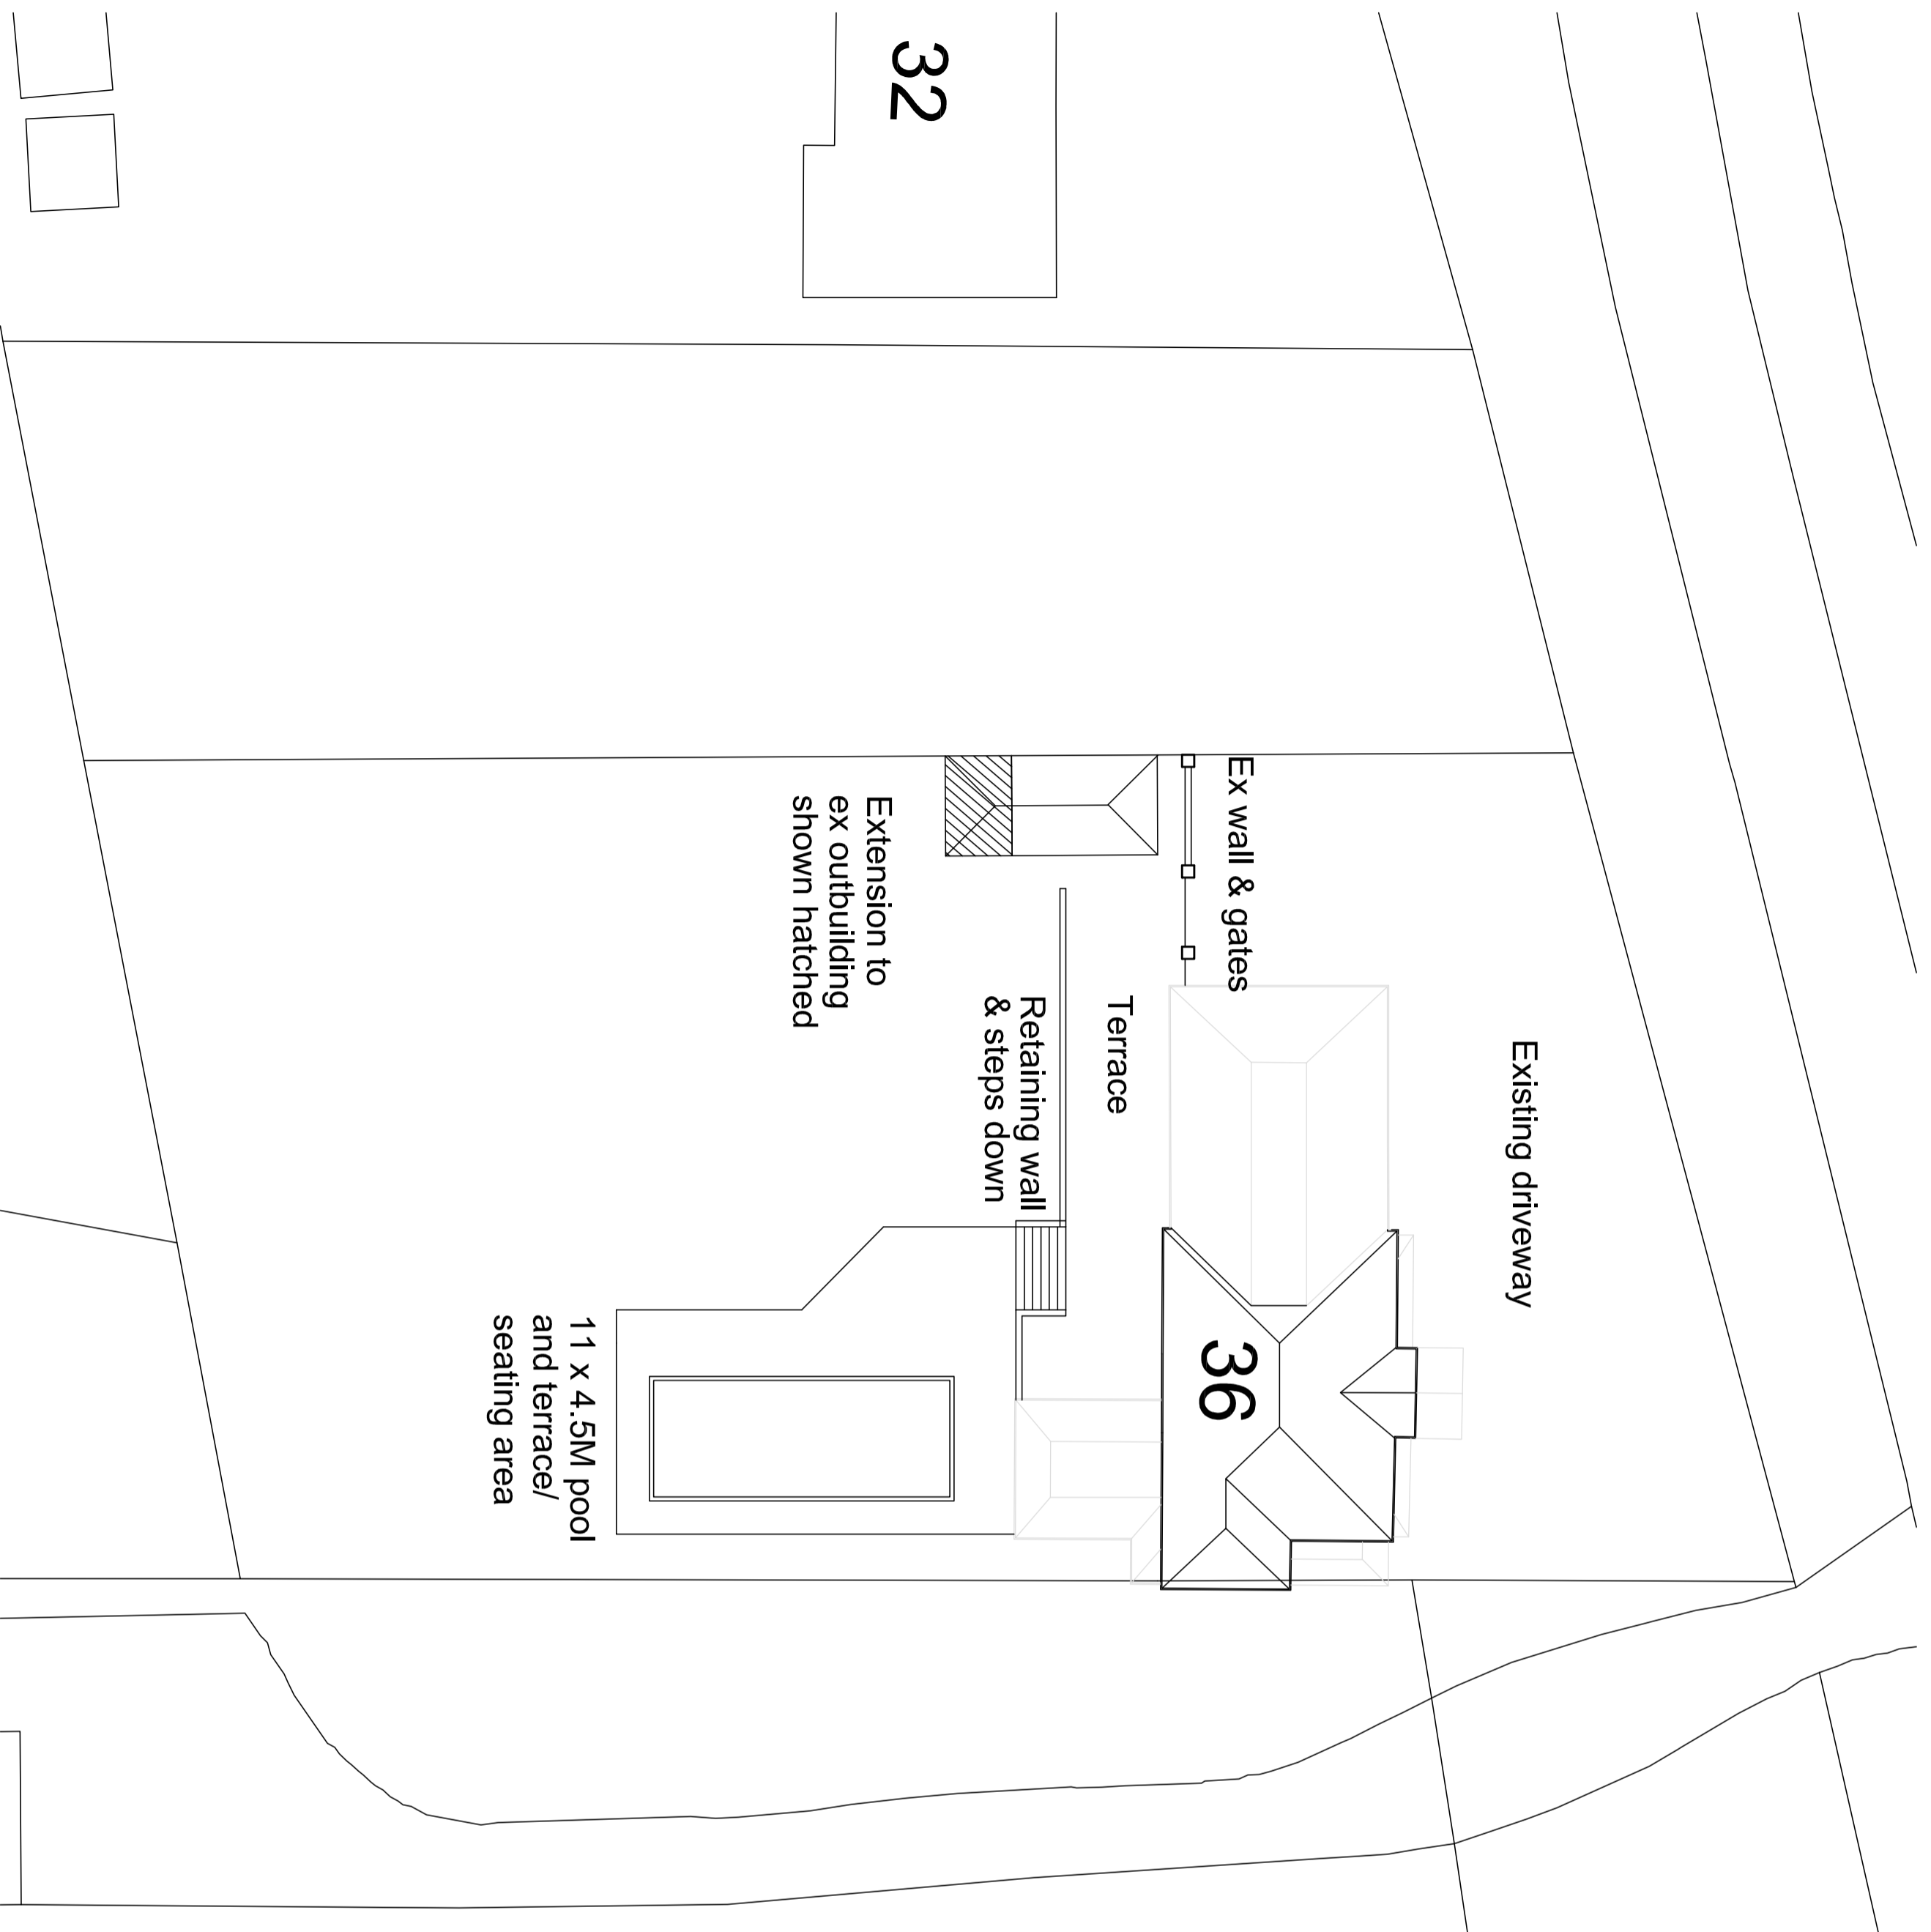 32
Ex wall & gates
Existing driveway
Extension to
ex outbuilding
shown hatched
Terrace
Retaining wall
& steps down
36
11 x 4.5M pool
and terrace/
seating area